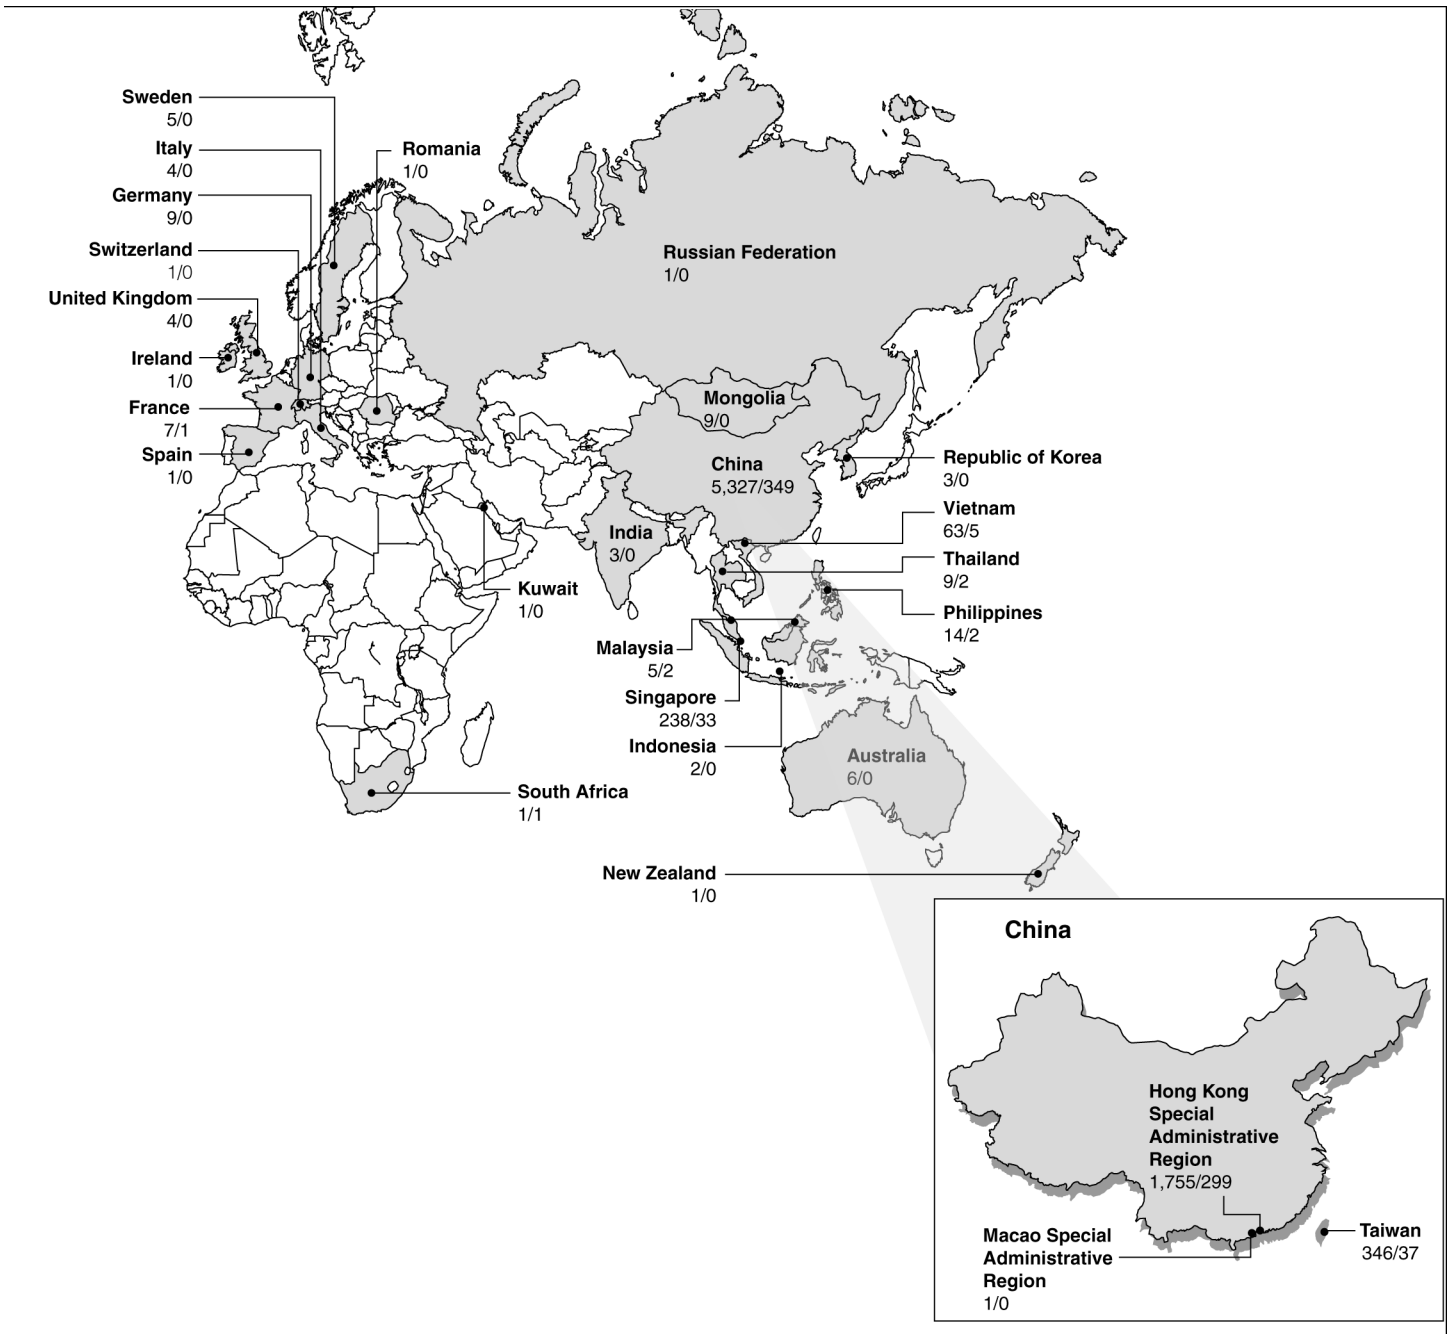 Sweden
5/0
Italy
4/0
Germany
9/0
Switzerland
1/0
United Kingdom
4/0
Ireland
1/0
France
7/1
Spain
1/0
Romania
1/0
Russian Federation
1/0
Mongolia
9/0
China
5,327/349
India
3/0
Kuwait
1/0
Republic of Korea
3/0
Vietnam
63/5
Thailand
9/2
Philippines
14/2
Malaysia
5/2
Singapore
238/33
Indonesia
2/0
Australia
6/0
South Africa
1/1
New Zealand
1/0
China
Hong Kong
Special
Administrative
Region
1,755/299
Macao Special
Administrative
Region
1/0
Taiwan
346/37